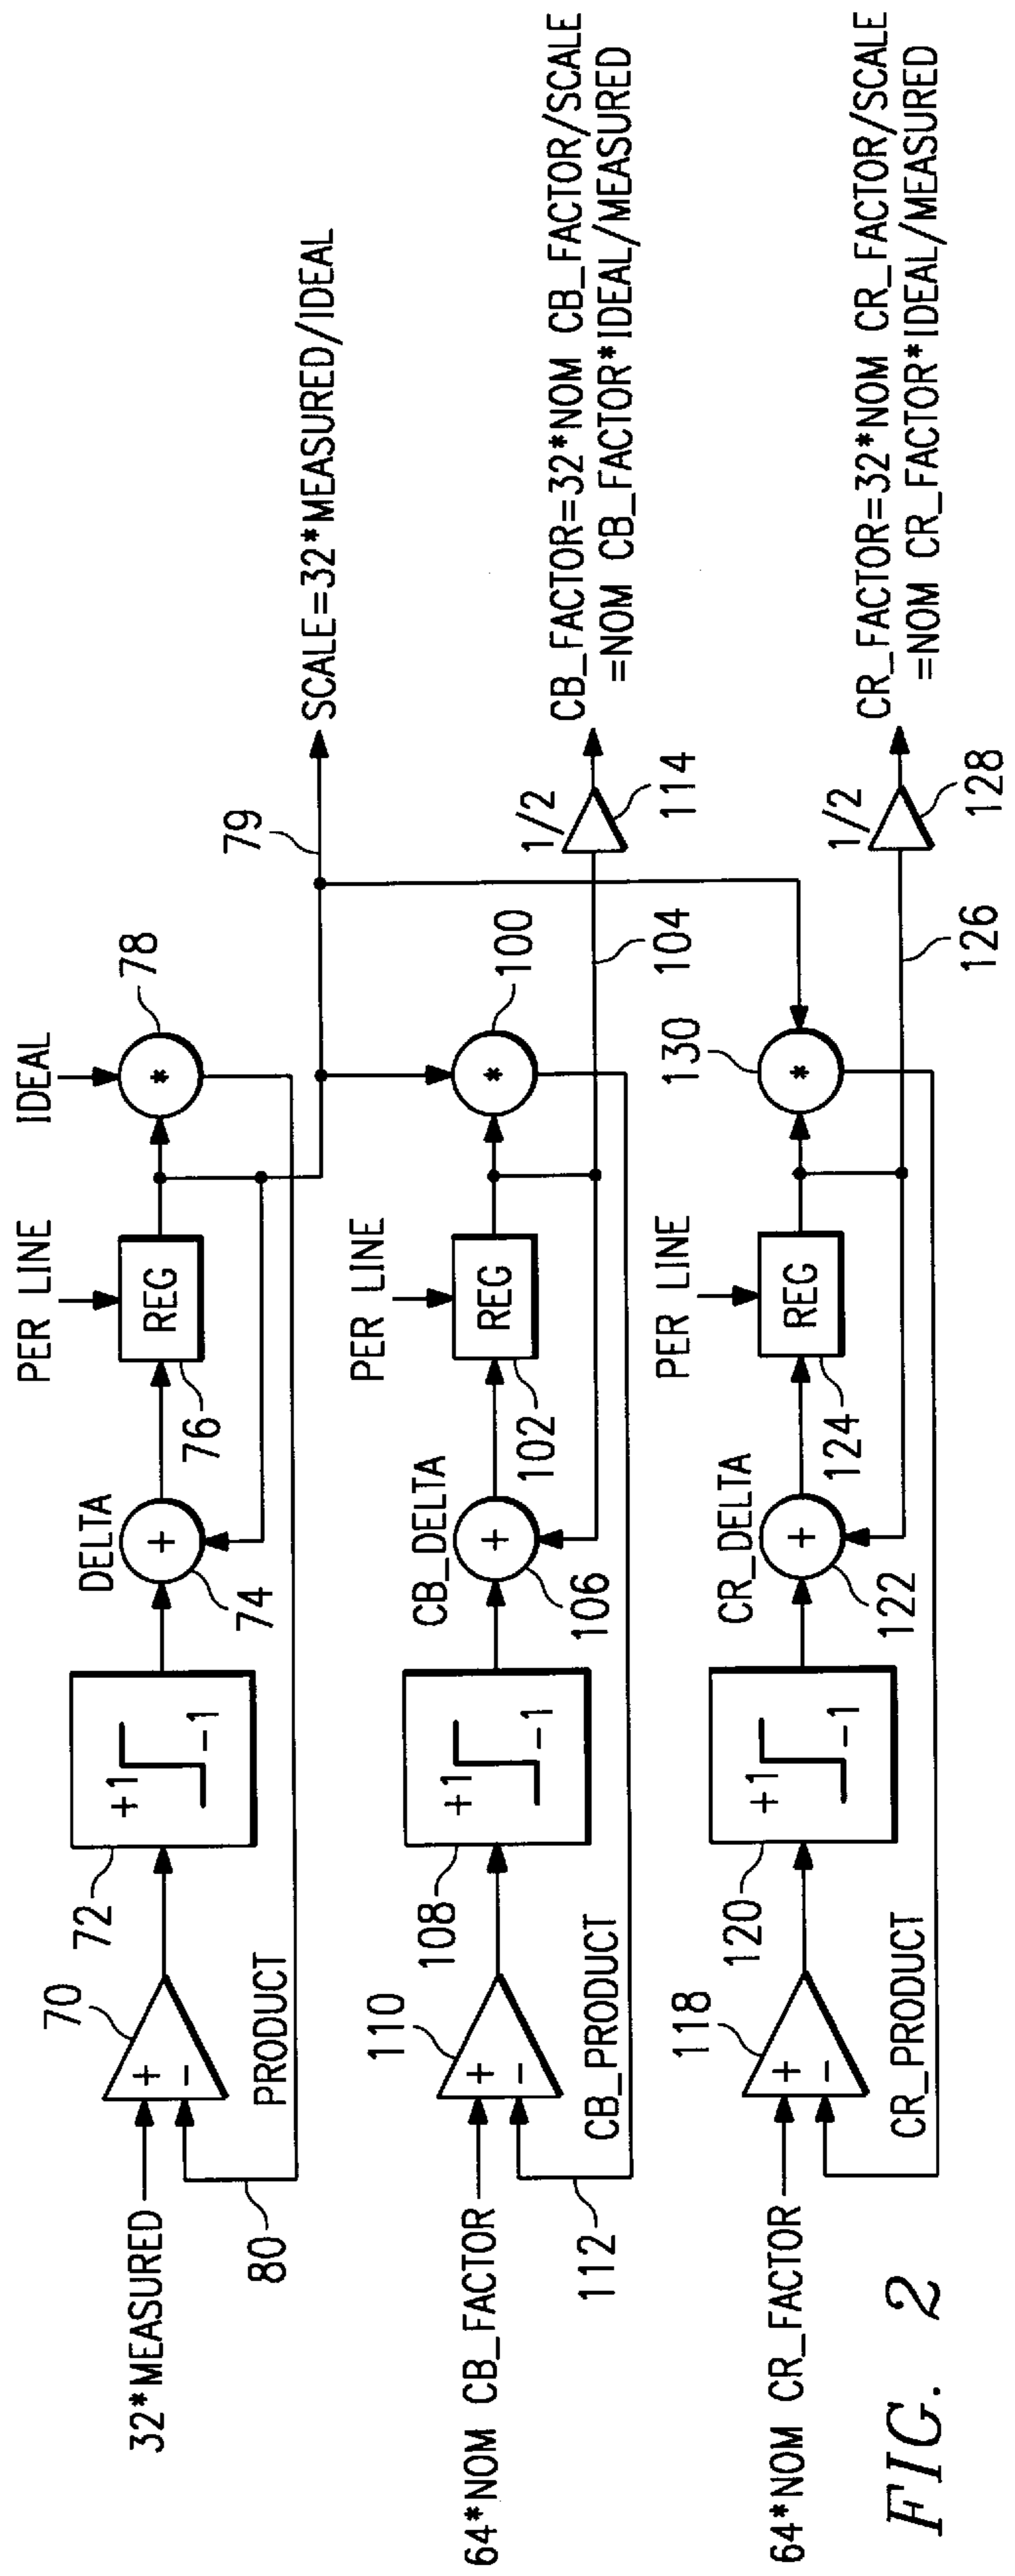 32*MEASURED
70
+
-
80
PRODUCT
72
+1
-1
DELTA
+
74
PER LINE
REG
76
IDEAL
*
78
79
SCALE=32*MEASURED/IDEAL
64*NOM CB_FACTOR
110
+
-
112
CB_PRODUCT
108
+1
-1
CB_DELTA
+
106
PER LINE
REG
102
*
100
104
1/2
114
CB_FACTOR=32*NOM CB_FACTOR/SCALE
=NOM CB_FACTOR*IDEAL/MEASURED
64*NOM CR_FACTOR
118
+
-
CR_PRODUCT
120
+1
-1
CR_DELTA
+
122
PER LINE
REG
124
*
130
126
1/2
128
CR_FACTOR=32*NOM CR_FACTOR/SCALE
=NOM CR_FACTOR*IDEAL/MEASURED
FIG. 2